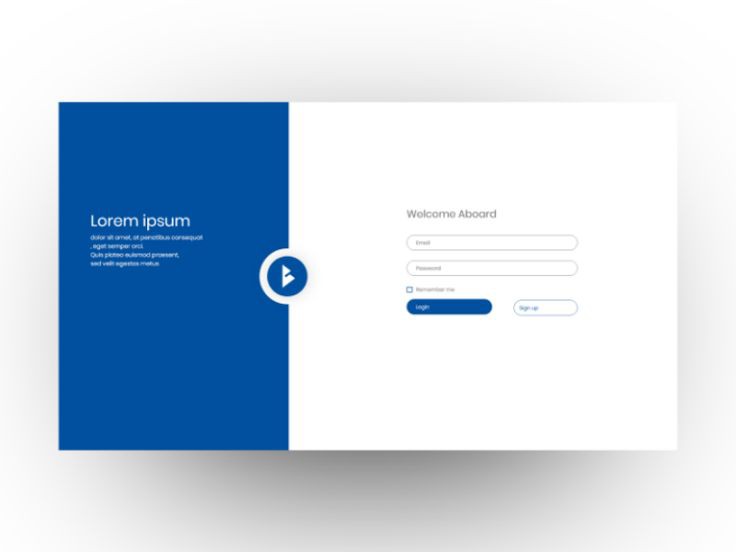 Lorem ipsum
dolor sit amet, at penatibus consequat
, eget semper orci.
Quis platea euismod praesent,
sed velit egestas metus
Welcome Aboard
Email
Password
Remember me
Login
Sign up